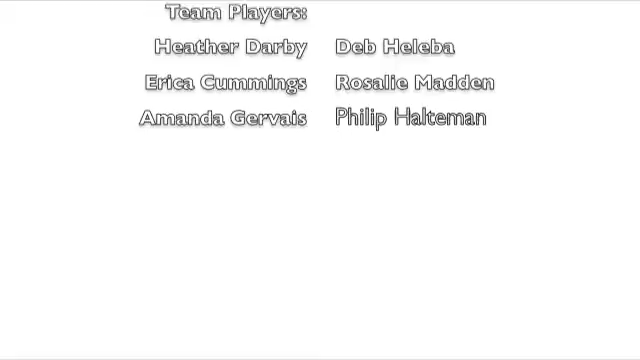 Team Players:
Heather Darby Deb Heleba
Erica Cummings Rosalie Madden
Amanda Gervais Philip Halteman